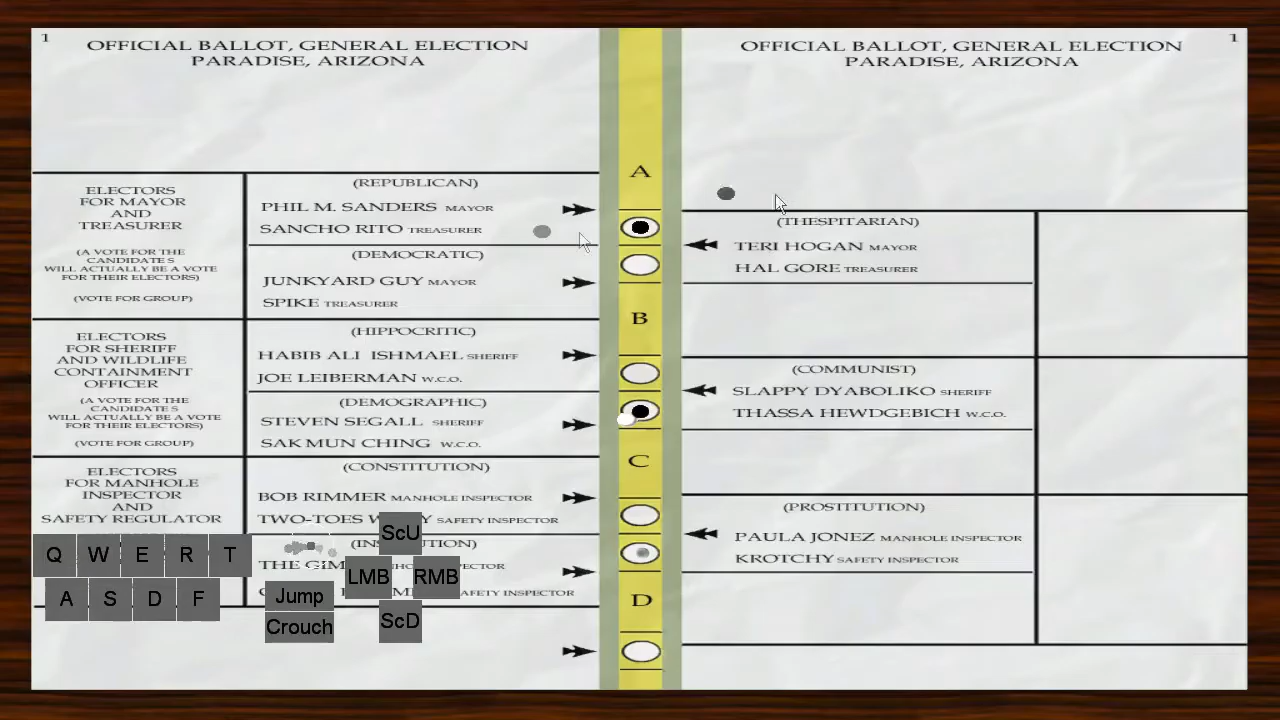 1
OFFICIAL BALLOT, GENERAL ELECTION
PARADISE, ARIZONA
ELECTORS
FOR MAYOR
AND
TREASURER
(A VOTE FOR THE
CANDIDATE S
WILL ACTUALLY BE A VOTE
FOR THEIR ELECTORS)
(VOTE FOR GROUP)
(REPUBLICAN)
PHIL M. SANDERS MAYOR
SANCHO RITO TREASURER
(DEMOCRATIC)
JUNKYARD GUY MAYOR
SPIKE TREASURER
ELECTORS
FOR SHERIFF
AND WILDLIFE
CONTAINMENT
OFFICER
(A VOTE FOR THE
CANDIDATE S
WILL ACTUALLY BE A VOTE
FOR THEIR ELECTORS)
(VOTE FOR GROUP)
(HIPPOCRITIC)
HABIB ALI ISHMAEL SHERIFF
JOE LEIBERMAN W.C.O.
(DEMOGRAPHIC)
STEVEN SEGALL SHERIFF
SAK MUN CHING W.C.O.
ELECTORS
FOR MANHOLE
INSPECTOR
AND
SAFETY REGULATOR
(CONSTITUTION)
BOB RIMMER MANHOLE INSPECTOR
TWO-TOES SAFETY INSPECTOR
THE
SAFETY INSPECTOR
A
B
C
D
1
OFFICIAL BALLOT, GENERAL ELECTION
PARADISE, ARIZONA
(THESPITARIAN)
TERI HOGAN MAYOR
HAL GORE TREASURER
(COMMUNIST)
SLAPPY DYABOLIKO SHERIFF
THASSA HEWDGEBICH W.C.O.
(PROSTITUTION)
PAULA JONEZ MANHOLE INSPECTOR
KROTCHY SAFETY INSPECTOR
Q W E R T
A S D F
Jump
Crouch
ScU
LMB RMB
ScD